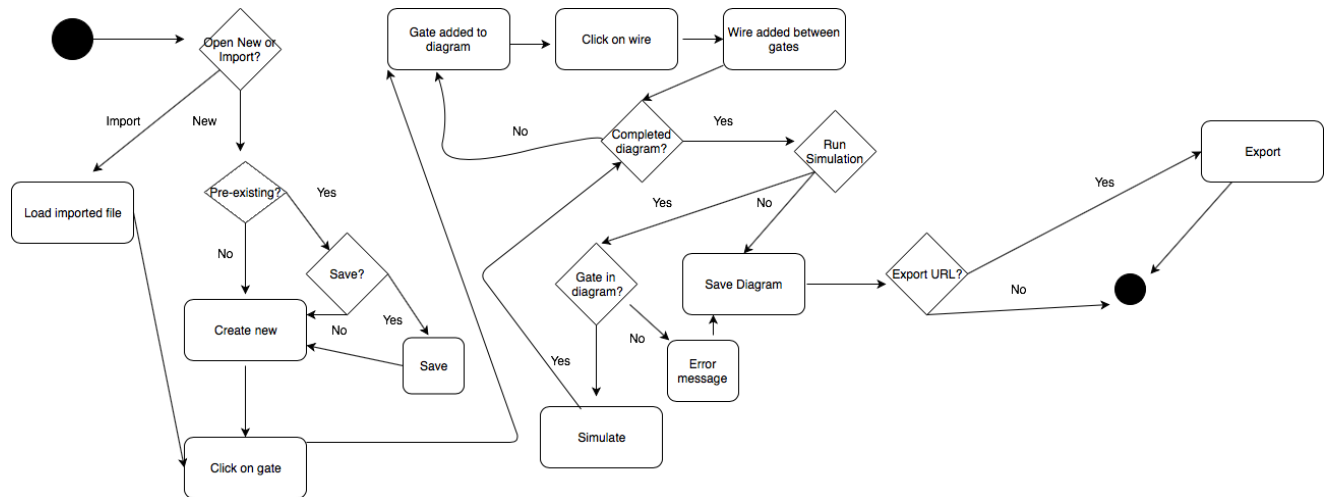 Open New or
Import?
Gate added to
diagram
Click on wire
Wire added between
gates
Import
New
No
Completed
diagram?
Yes
Run
Simulation
Export
Pre-existing?
Yes
Load imported file
Yes
No
Yes
No
Save?
Gate in
diagram?
Save Diagram
Export URL?
No
Create new
No
Yes
Save
Yes
No
Error
message
Simulate
Click on gate